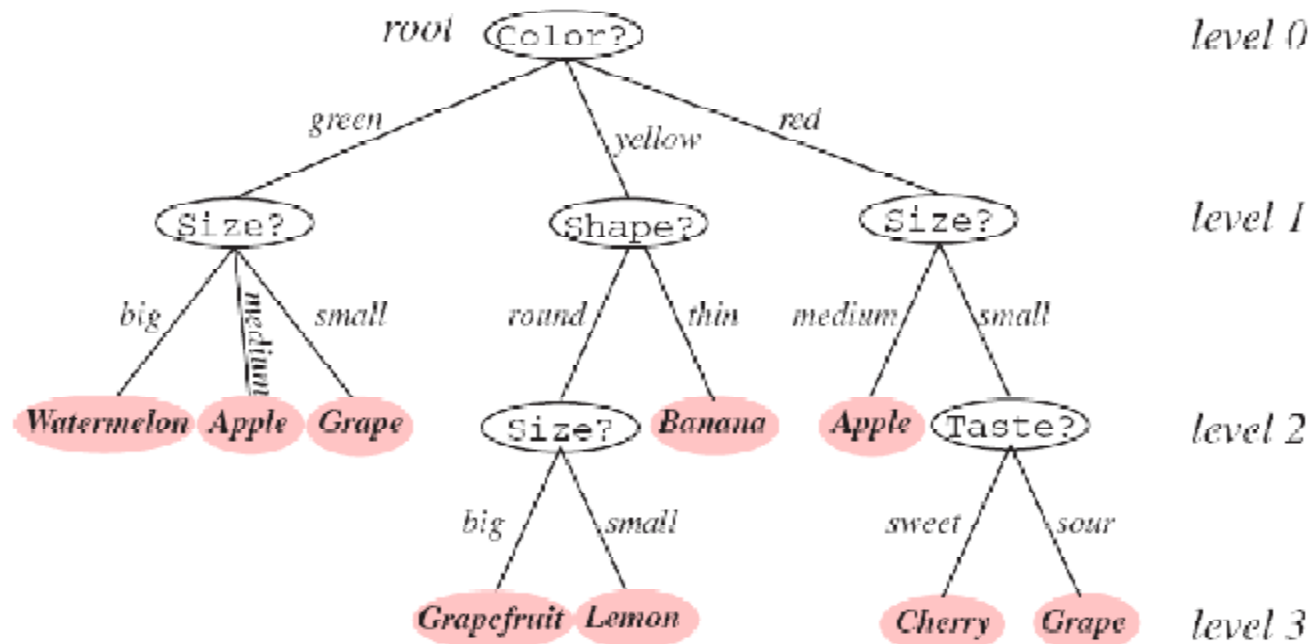 root Color? level 0
green yellow red
Size? Shape? Size? level 1
big medium small round thin medium small
Watermelon Apple Grape Size? Banana Apple Taste? level 2
big small sweet sour
Grapefruit Lemon Cherry Grape level 3